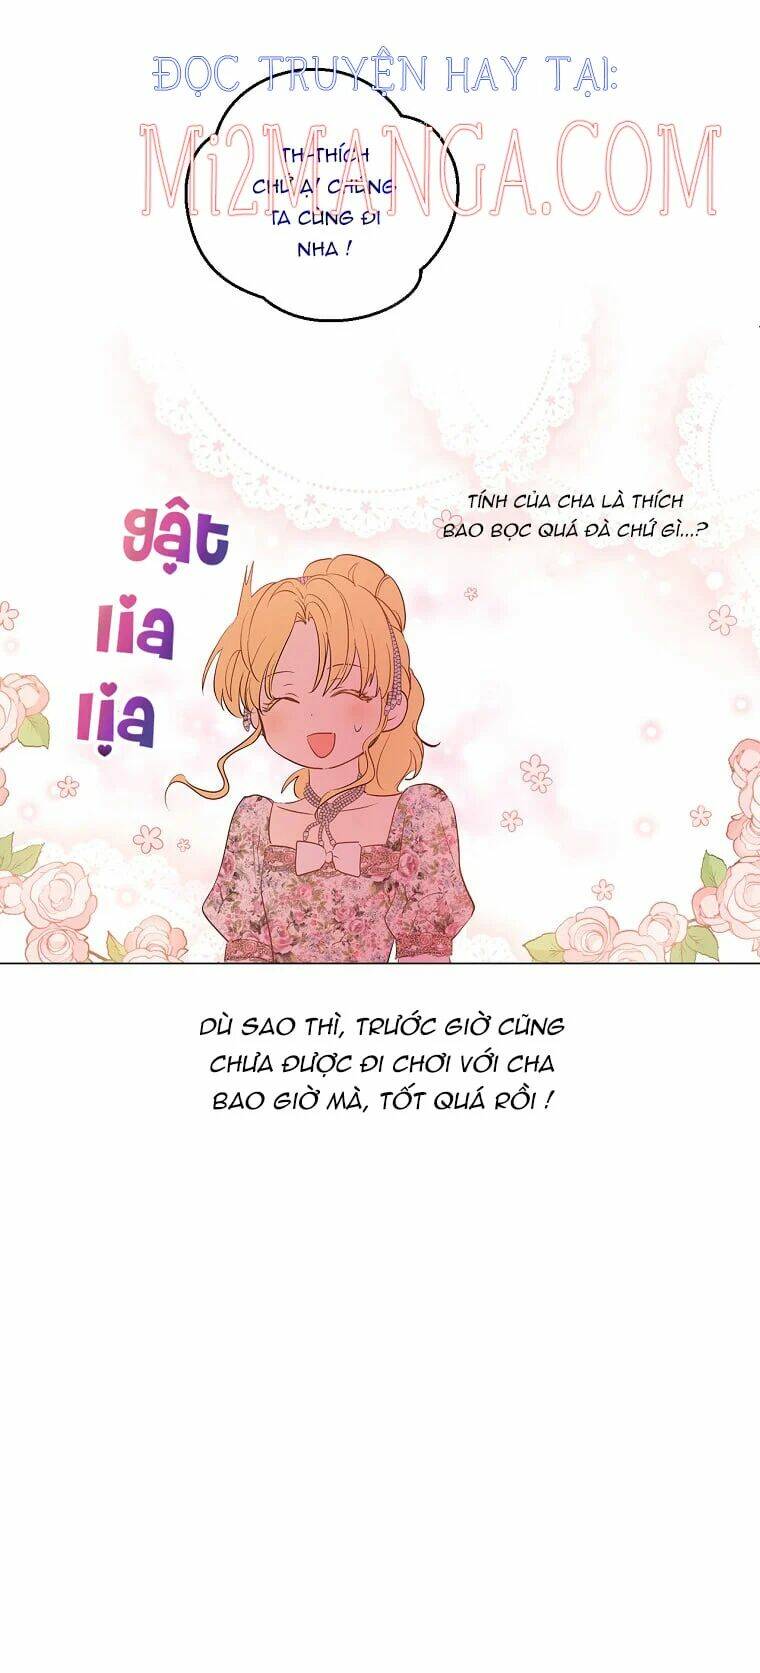 ĐỌC TRUYỆN HAY TẠI:
MI2MANGA.COM
TH-THÍCH
CHỨ Ạ! CHÚNG
TA CÙNG ĐI
NHA !
TÍNH CỦA CHA LÀ THÍCH
BAO BỌC QUÁ ĐÀ CHỨ GÌ...?
gật
lia
lịa
DÙ SAO THÌ, TRƯỚC GIỜ CŨNG
CHƯA ĐƯỢC ĐI CHƠI VỚI CHA
BAO GIỜ MÀ, TỐT QUÁ RỒI !